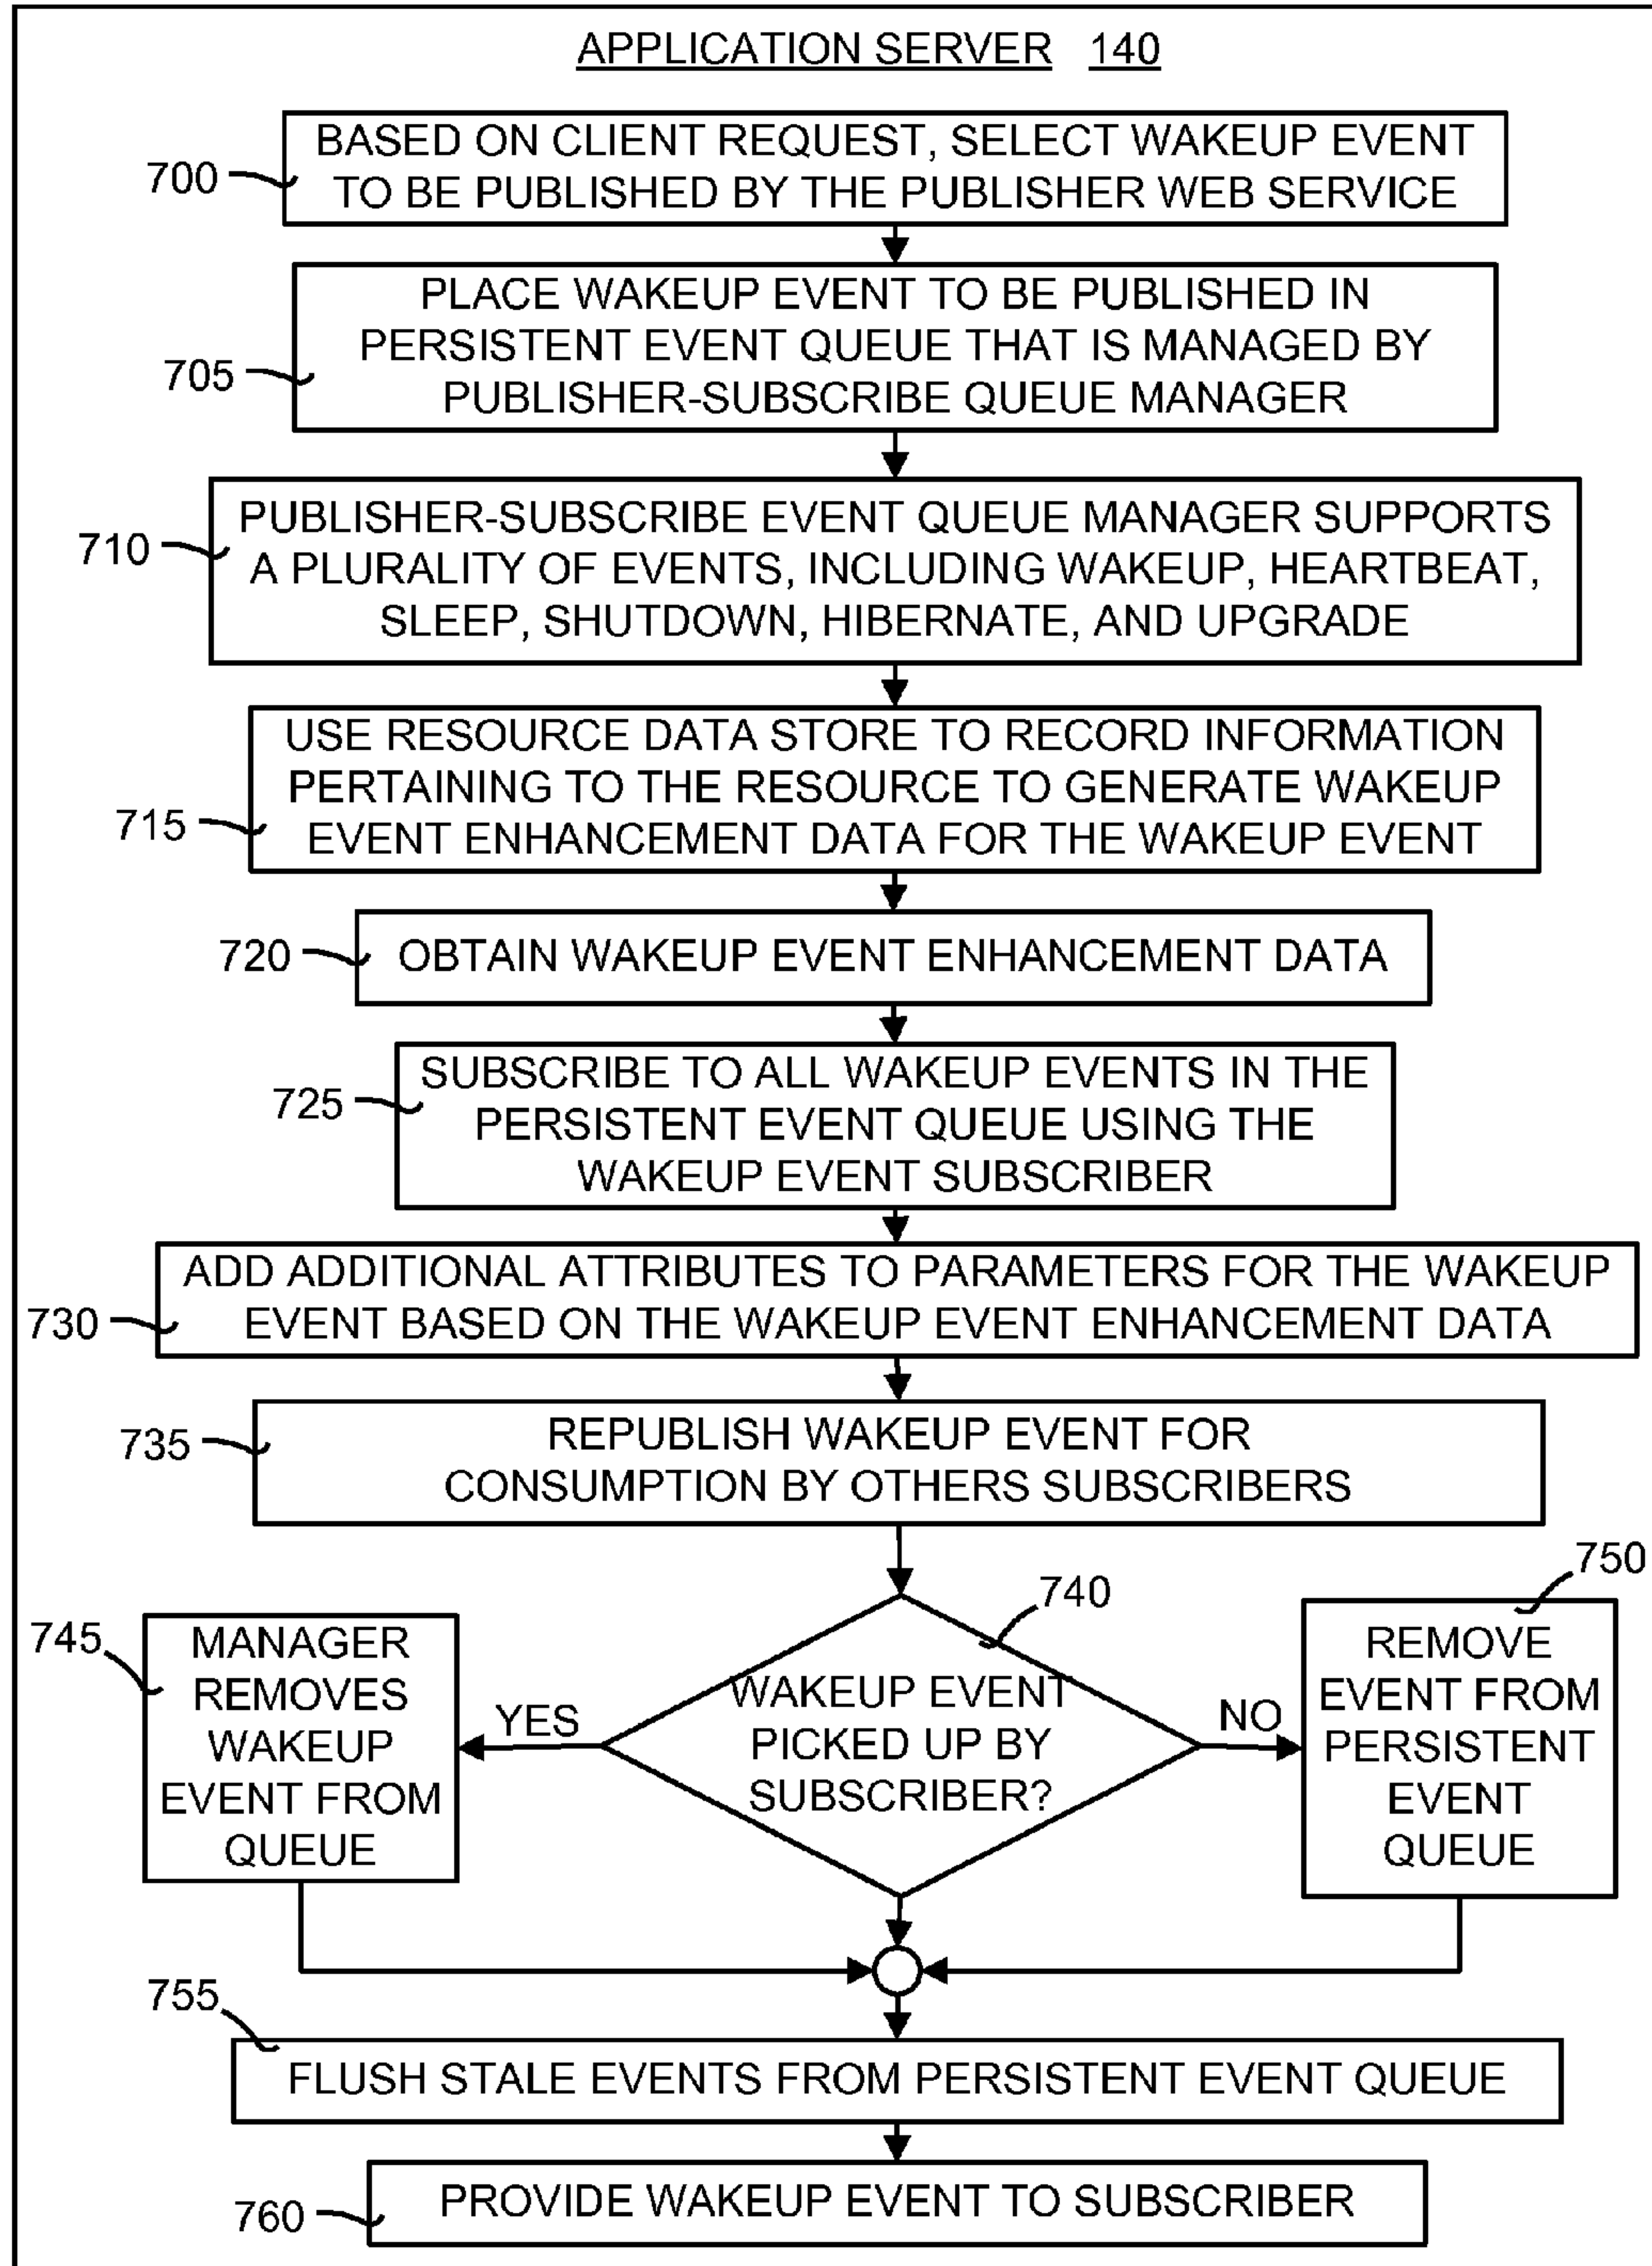 APPLICATION SERVER 140
700
BASED ON CLIENT REQUEST, SELECT WAKEUP EVENT
TO BE PUBLISHED BY THE PUBLISHER WEB SERVICE
705
PLACE WAKEUP EVENT TO BE PUBLISHED IN
PERSISTENT EVENT QUEUE THAT IS MANAGED BY
PUBLISHER-SUBSCRIBE QUEUE MANAGER
710
PUBLISHER-SUBSCRIBE EVENT QUEUE MANAGER SUPPORTS
A PLURALITY OF EVENTS, INCLUDING WAKEUP, HEARTBEAT,
SLEEP, SHUTDOWN, HIBERNATE, AND UPGRADE
715
USE RESOURCE DATA STORE TO RECORD INFORMATION
PERTAINING TO THE RESOURCE TO GENERATE WAKEUP
EVENT ENHANCEMENT DATA FOR THE WAKEUP EVENT
720
OBTAIN WAKEUP EVENT ENHANCEMENT DATA
725
SUBSCRIBE TO ALL WAKEUP EVENTS IN THE
PERSISTENT EVENT QUEUE USING THE
WAKEUP EVENT SUBSCRIBER
730
ADD ADDITIONAL ATTRIBUTES TO PARAMETERS FOR THE WAKEUP
EVENT BASED ON THE WAKEUP EVENT ENHANCEMENT DATA
735
REPUBLISH WAKEUP EVENT FOR
CONSUMPTION BY OTHERS SUBSCRIBERS
740
WAKEUP EVENT
PICKED UP BY
SUBSCRIBER?
YES
745
MANAGER
REMOVES
WAKEUP
EVENT FROM
QUEUE
NO
750
REMOVE
EVENT FROM
PERSISTENT
EVENT
QUEUE
755
FLUSH STALE EVENTS FROM PERSISTENT EVENT QUEUE
760
PROVIDE WAKEUP EVENT TO SUBSCRIBER